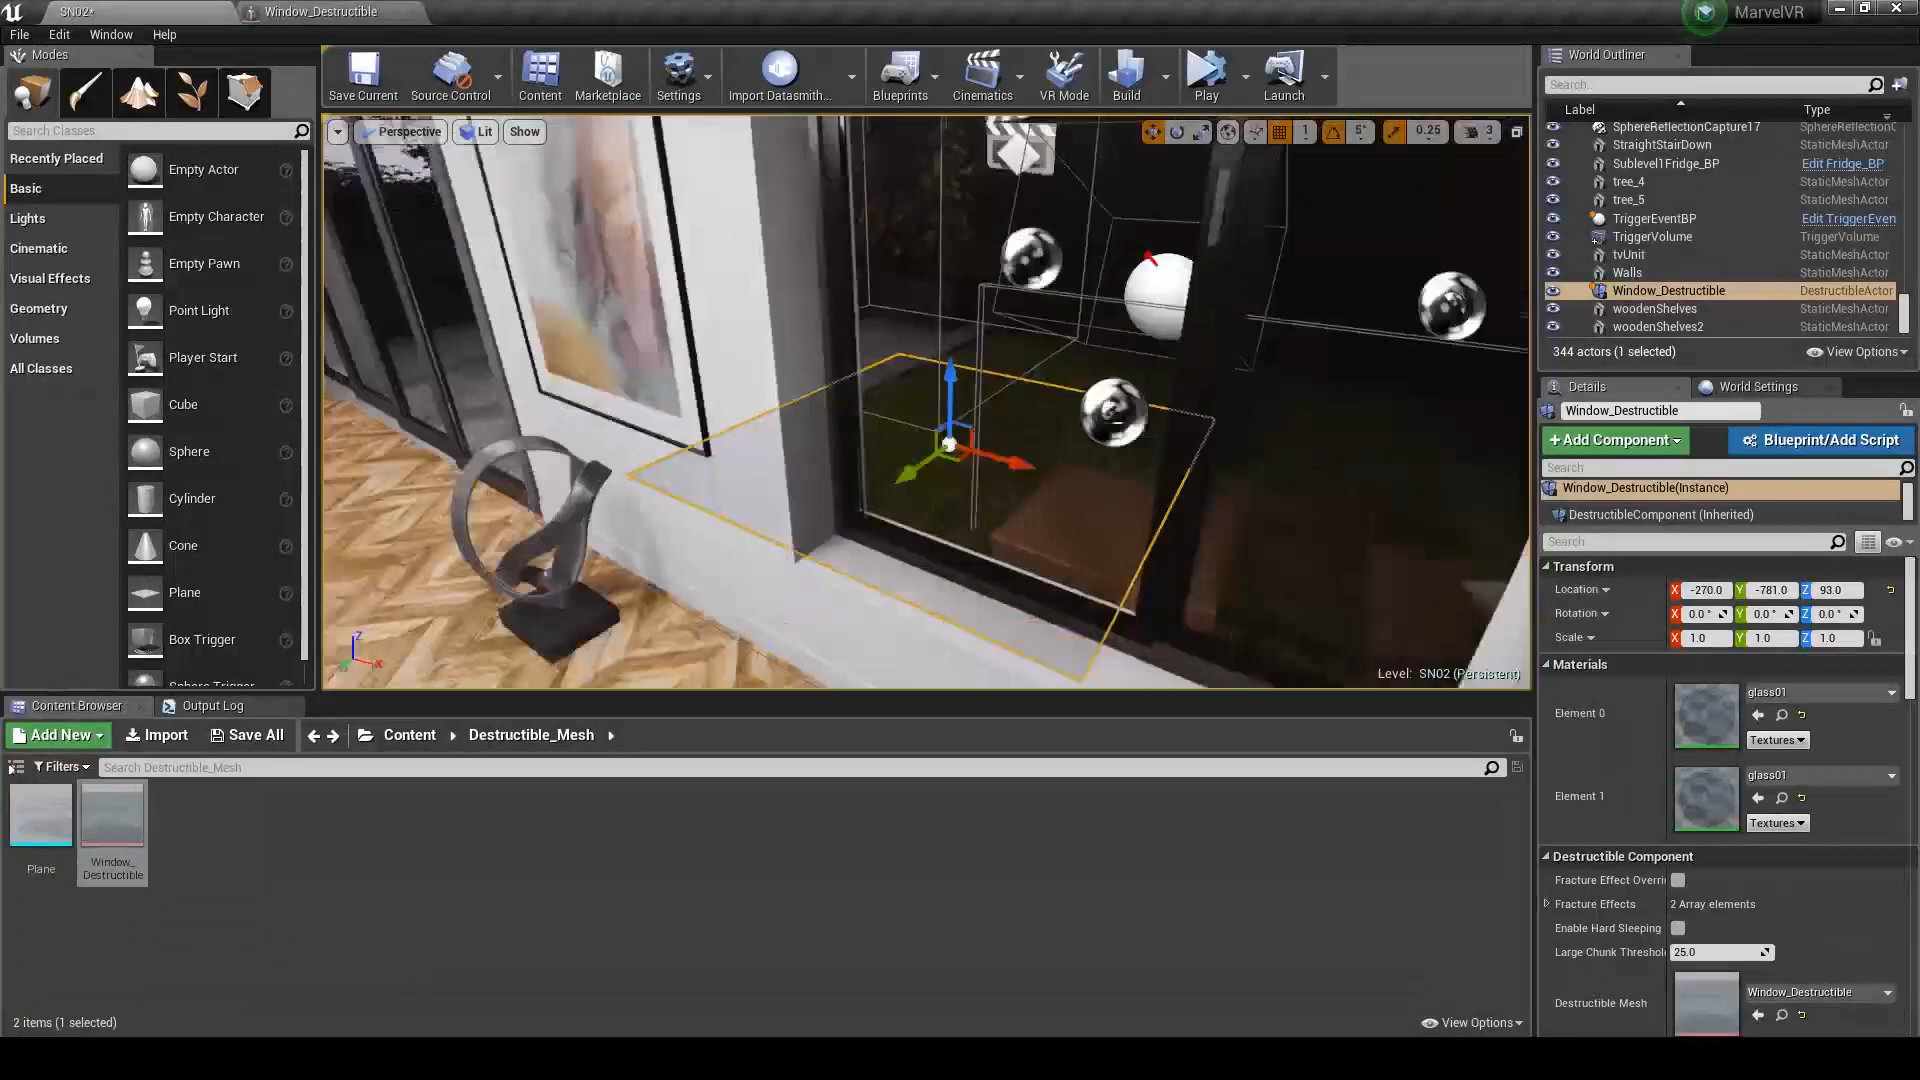 SN02*
Window_Destructible
MarvelVR
File
Edit
Window
Help
Modes
Search Classes
Recently Placed
Basic
Lights
Cinematic
Visual Effects
Geometry
Volumes
All Classes
Empty Actor
Empty Character
Empty Pawn
Point Light
Player Start
Cube
Sphere
Cylinder
Cone
Plane
Box Trigger
Sphere Trigger
Save Current
Source Control
Content
Marketplace
Settings
Import Datasmith...
Blueprints
Cinematics
VR Mode
Build
Play
Launch
Perspective
Lit
Show
1
5°
0.25
3
Z
X
Level: SN02 (Persistent)
World Outliner
Search..
Label
Type
SphereReflectionCapture17 SphereReflectionC
StraightStairDown StaticMeshActor
Sublevel1Fridge_BP Edit Fridge_BP
tree_4 StaticMeshActor
tree_5 StaticMeshActor
TriggerEventBP Edit TriggerEven
TriggerVolume TriggerVolume
tvUnit StaticMeshActor
Walls StaticMeshActor
Window_Destructible DestructibleActor
woodenShelves StaticMeshActor
woodenShelves2 StaticMeshActor
344 actors (1 selected)
View Options
Details
World Settings
Window_Destructible
+Add Component
Blueprint/Add Script
Search
Window_Destructible(Instance)
DestructibleComponent (Inherited)
Search
Transform
Location X -270.0 Y -781.0 Z 93.0
Rotation X 0.0° Y 0.0° Z 0.0°
Scale X 1.0 Y 1.0 Z 1.0
Materials
Element 0
glass01
Textures
Element 1
glass01
Textures
Destructible Component
Fracture Effect Overri
Fracture Effects 2 Array elements
Enable Hard Sleeping
Large Chunk Threshol 25.0
Destructible Mesh
Window_Destructible
Content Browser
Output Log
Add New
Import
Save All
Content
Destructible_Mesh
Filters
Search Destructible_Mesh
Plane
Window_
Destructible
2 items (1 selected)
View Options